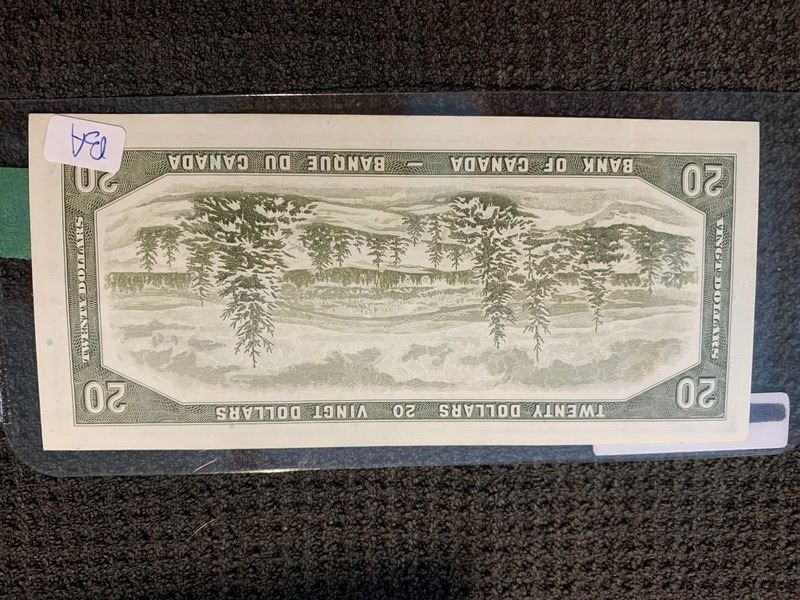 TWENTY DOLLARS 20 VINGT DOLLARS
20
20
TWENTY DOLLARS
VINGT DOLLARS
20
20
BANK OF CANADA — BANQUE DU CANADA
BA